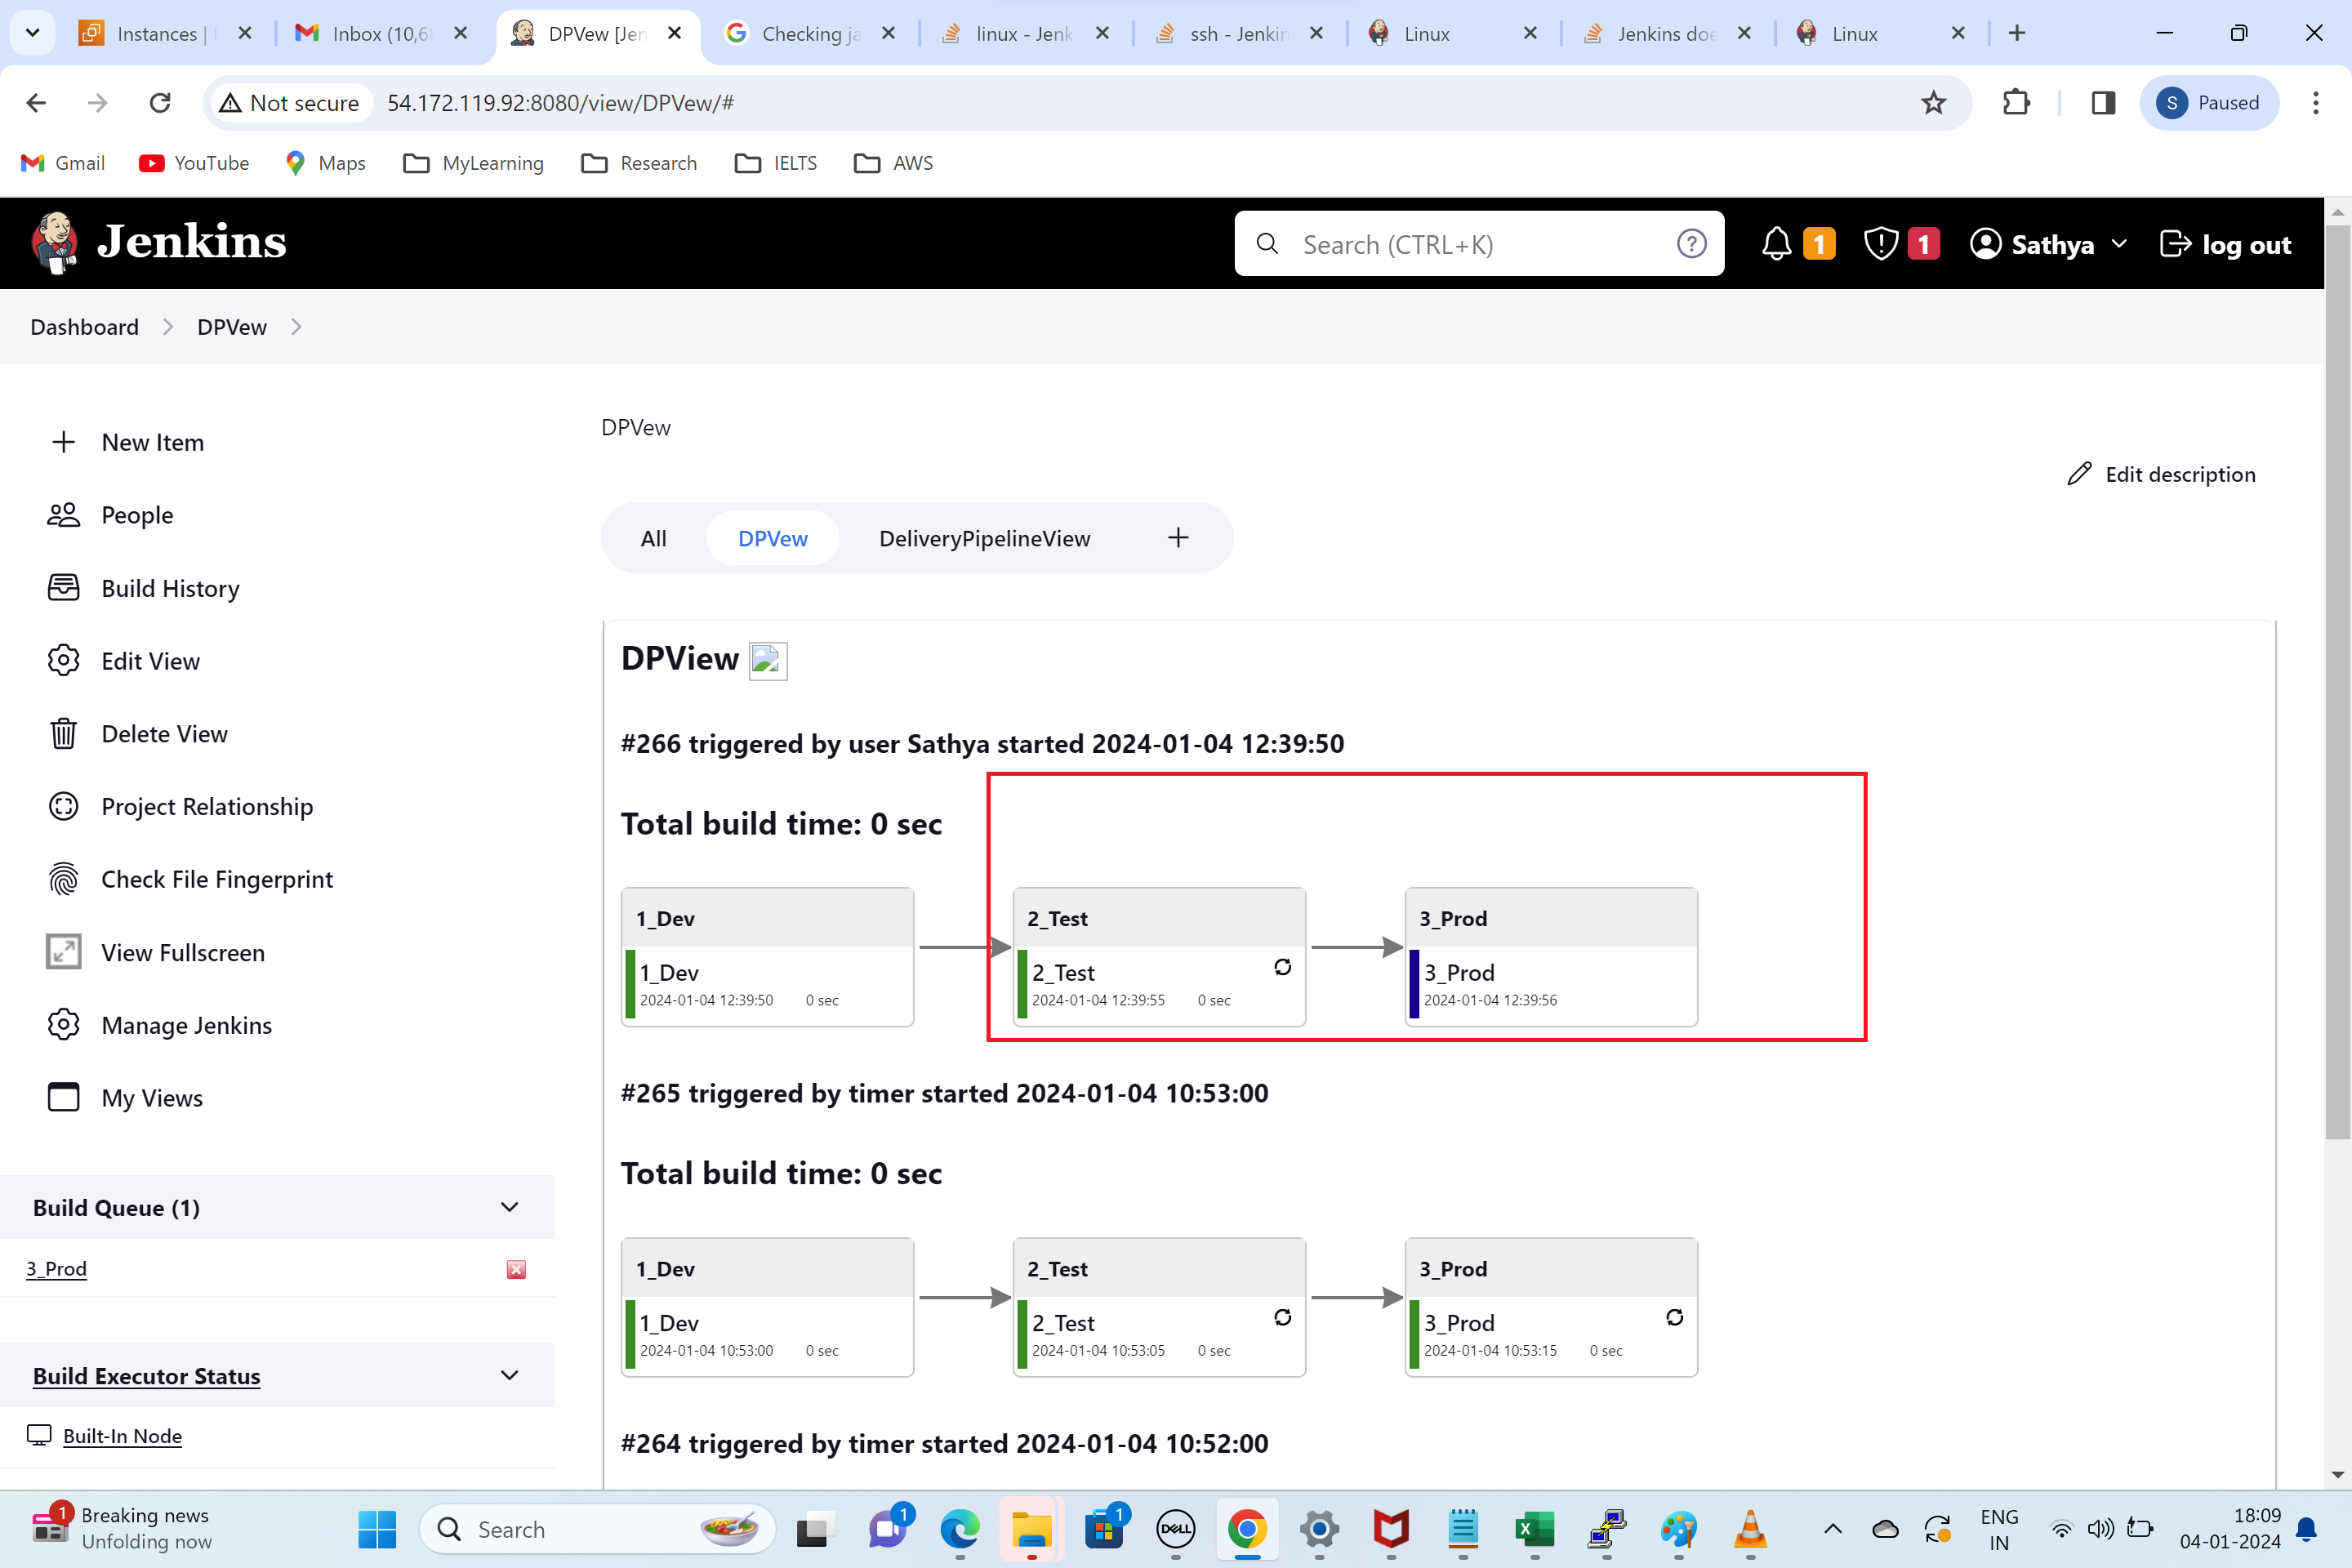 Instances |
Inbox (10,6
DPVew [Jen
Checking ja
linux - Jenk
ssh - Jenkin
Linux
Jenkins doe
Linux
Not secure
54.172.119.92:8080/view/DPVew/#
S
Paused
Gmail
YouTube
Maps
MyLearning
Research
IELTS
AWS
Jenkins
Search (CTRL+K)
1
1
Sathya
log out
Dashboard
DPVew
New Item
People
Build History
Edit View
Delete View
Project Relationship
Check File Fingerprint
View Fullscreen
Manage Jenkins
My Views
Build Queue (1)
3_Prod
Build Executor Status
Built-In Node
DPVew
Edit description
All
DPVew
DeliveryPipelineView
DPView
#266 triggered by user Sathya started 2024-01-04 12:39:50
Total build time: 0 sec
1_Dev
1_Dev
2024-01-04 12:39:50 0 sec
2_Test
2_Test
2024-01-04 12:39:55 0 sec
3_Prod
3_Prod
2024-01-04 12:39:56
#265 triggered by timer started 2024-01-04 10:53:00
Total build time: 0 sec
1_Dev
1_Dev
2024-01-04 10:53:00 0 sec
2_Test
2_Test
2024-01-04 10:53:05 0 sec
3_Prod
3_Prod
2024-01-04 10:53:15 0 sec
#264 triggered by timer started 2024-01-04 10:52:00
1
Breaking news
Unfolding now
Search
1
1
DELL
ENG
IN
18:09
04-01-2024